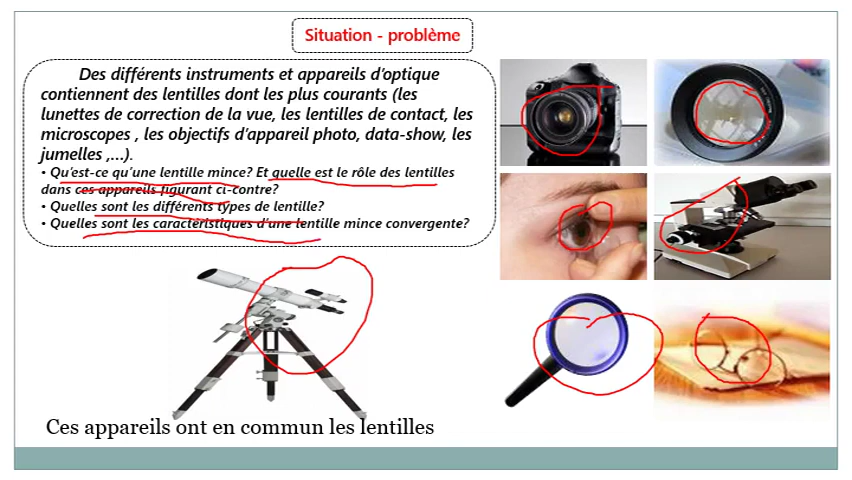 Situation - problème
Des différents instruments et appareils d'optique
contiennent des lentilles dont les plus courants (les
lunettes de correction de la vue, les lentilles de contact, les
microscopes , les objectifs d'appareil photo, data-show, les
jumelles ,...).
• Qu'est-ce qu'une lentille mince? Et quelle est le rôle des lentilles
dans ces appareils figurant ci-contre?
• Quelles sont les différents types de lentille?
• Quelles sont les caractéristiques d'une lentille mince convergente?
Ces appareils ont en commun les lentilles